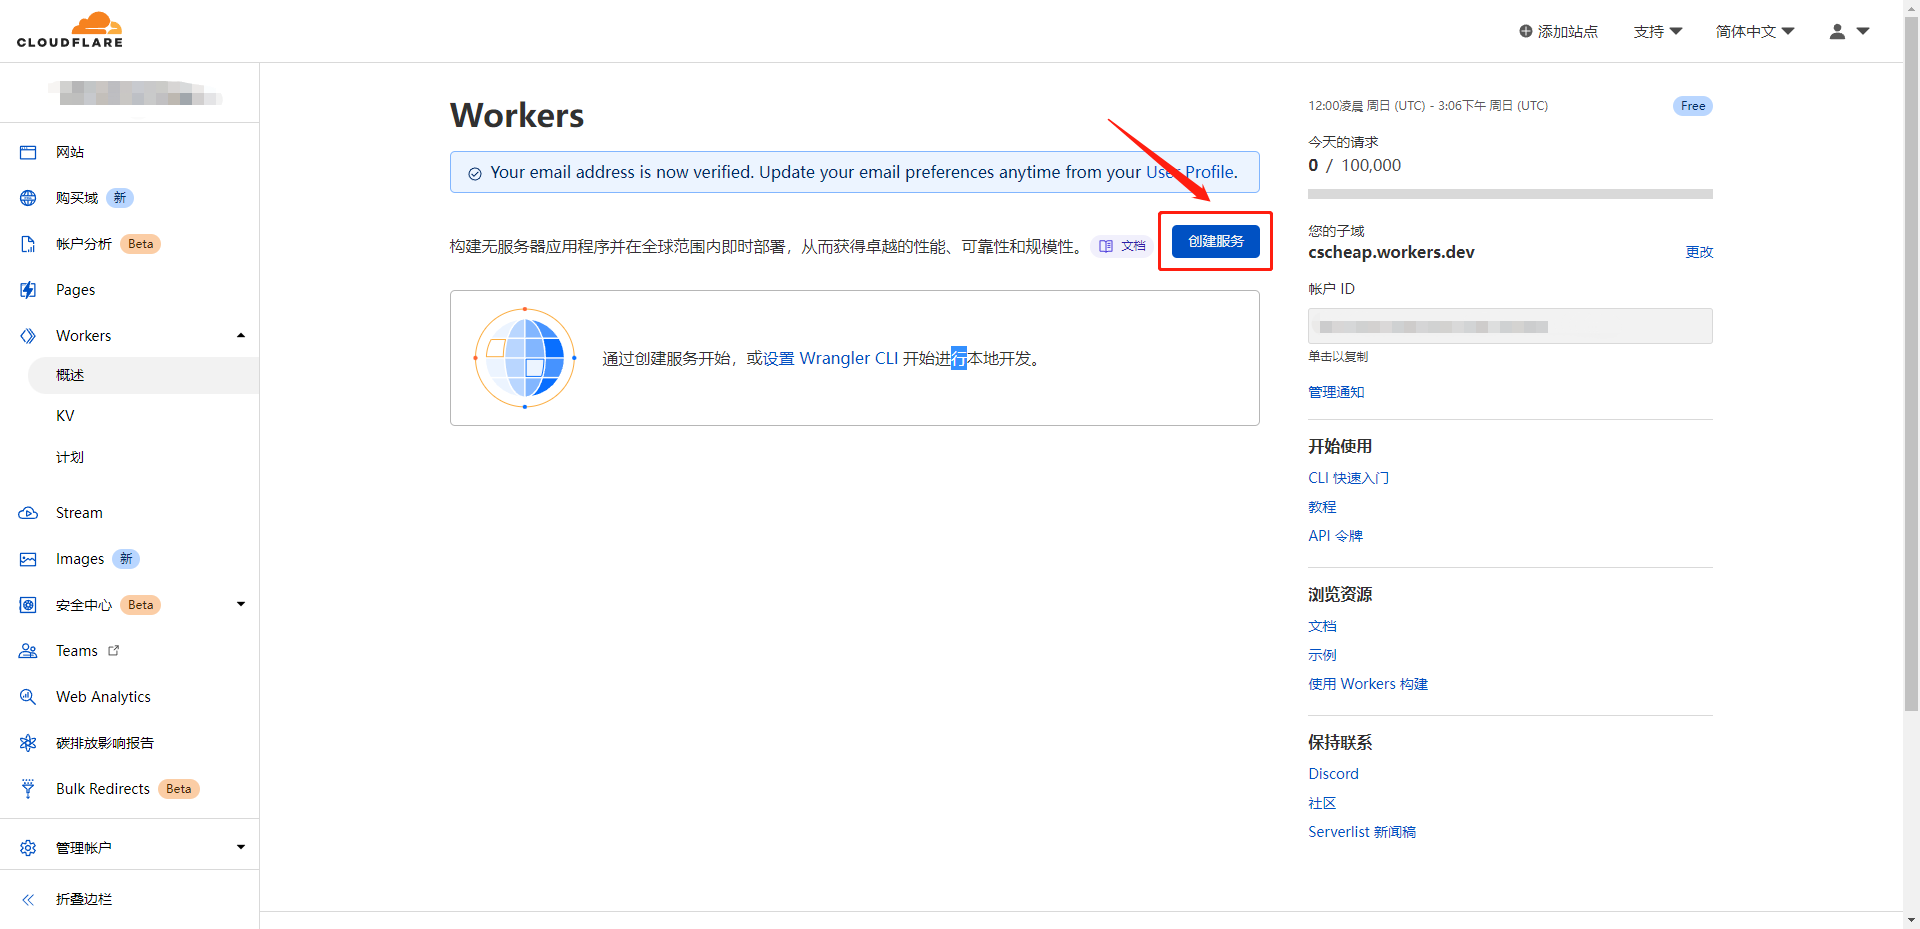 CLOUDFLARE
添加站点
支持
简体中文
网站
购买域 新
帐户分析 Beta
Pages
Workers
概述
KV
计划
Stream
Images 新
安全中心 Beta
Teams
Web Analytics
碳排放影响报告
Bulk Redirects Beta
管理帐户
折叠边栏
Workers
Your email address is now verified. Update your email preferences anytime from your User Profile.
构建无服务器应用程序并在全球范围内即时部署，从而获得卓越的性能、可靠性和规模性。 文档
创建服务
通过创建服务开始，或设置 Wrangler CLI 开始进行本地开发。
12:00凌晨 周日 (UTC) - 3:06下午 周日 (UTC)
Free
今天的请求
0 / 100,000
您的子域
cscheap.workers.dev
更改
帐户 ID
单击以复制
管理通知
开始使用
CLI 快速入门
教程
API 令牌
浏览资源
文档
示例
使用 Workers 构建
保持联系
Discord
社区
Serverlist 新闻稿